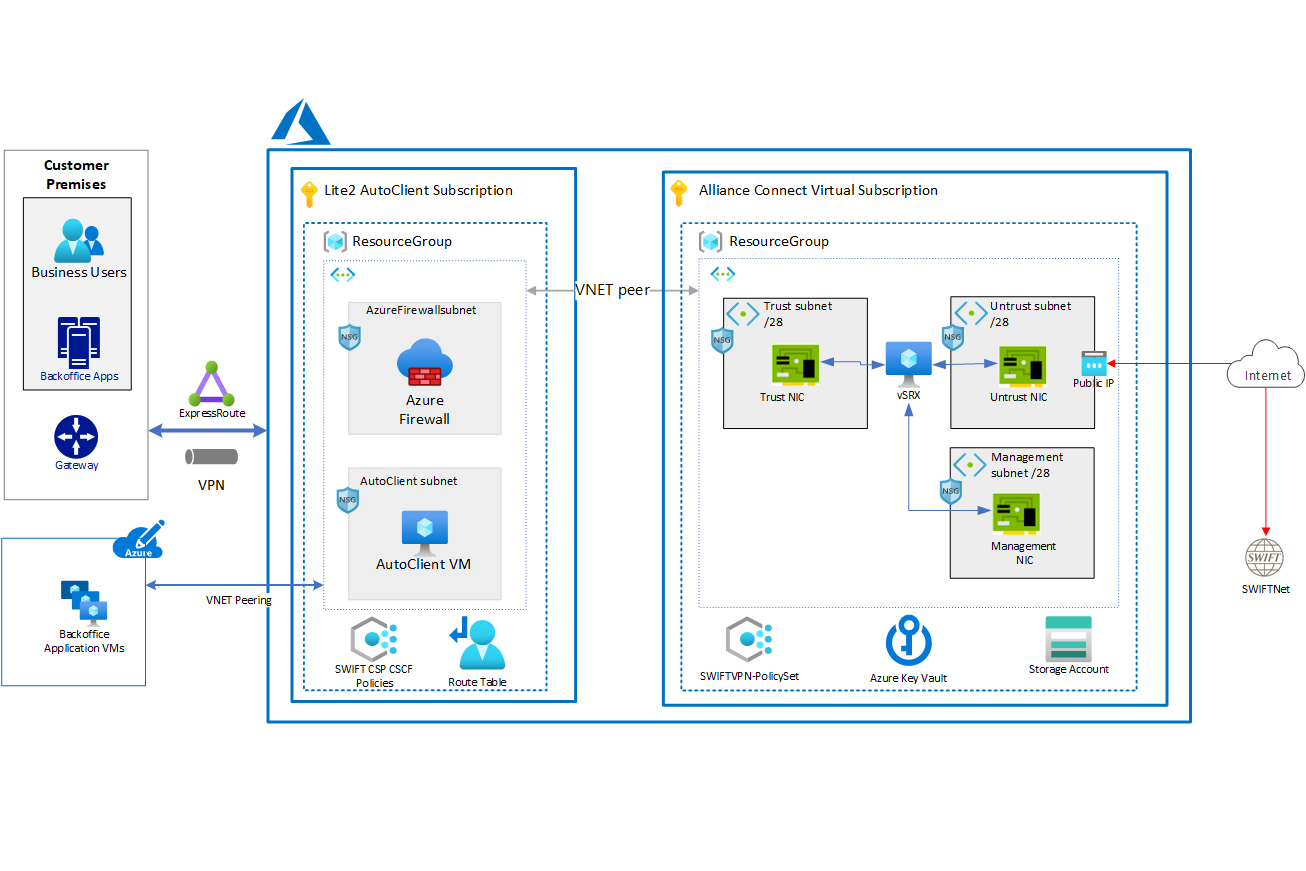 Customer
Premises
Business Users
Backoffice Apps
Gateway
ExpressRoute
VPN
Azure
Backoffice
Application VMs
VNET Peering
Lite2 AutoClient Subscription
ResourceGroup
AzureFirewallsubnet
NSG
Azure
Firewall
AutoClient subnet
NSG
AutoClient VM
SWIFT CSP CSCF
Policies
Route Table
VNET peer
Alliance Connect Virtual Subscription
ResourceGroup
Trust subnet
/28
NSG
Trust NIC
vSRX
Untrust subnet
/28
NSG
Untrust NIC
Public IP
Management
subnet /28
NSG
Management
NIC
SWIFTVPN-PolicySet
Azure Key Vault
Storage Account
Internet
SWIFT
SWIFTNet